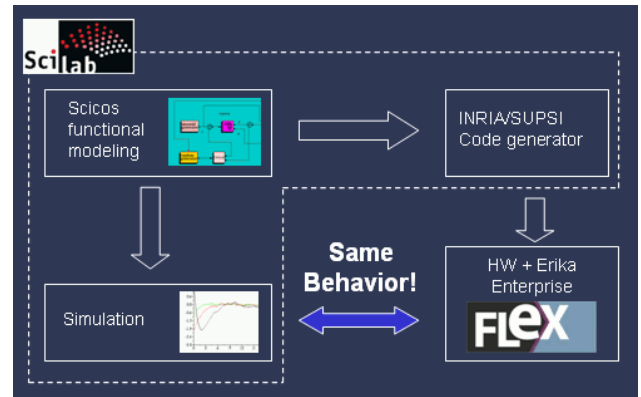 Scilab
Scicos
functional
modeling
INRIA/SUPSI
Code generator
Same
Behavior!
HW + Erika
Enterprise
FLEX
Simulation